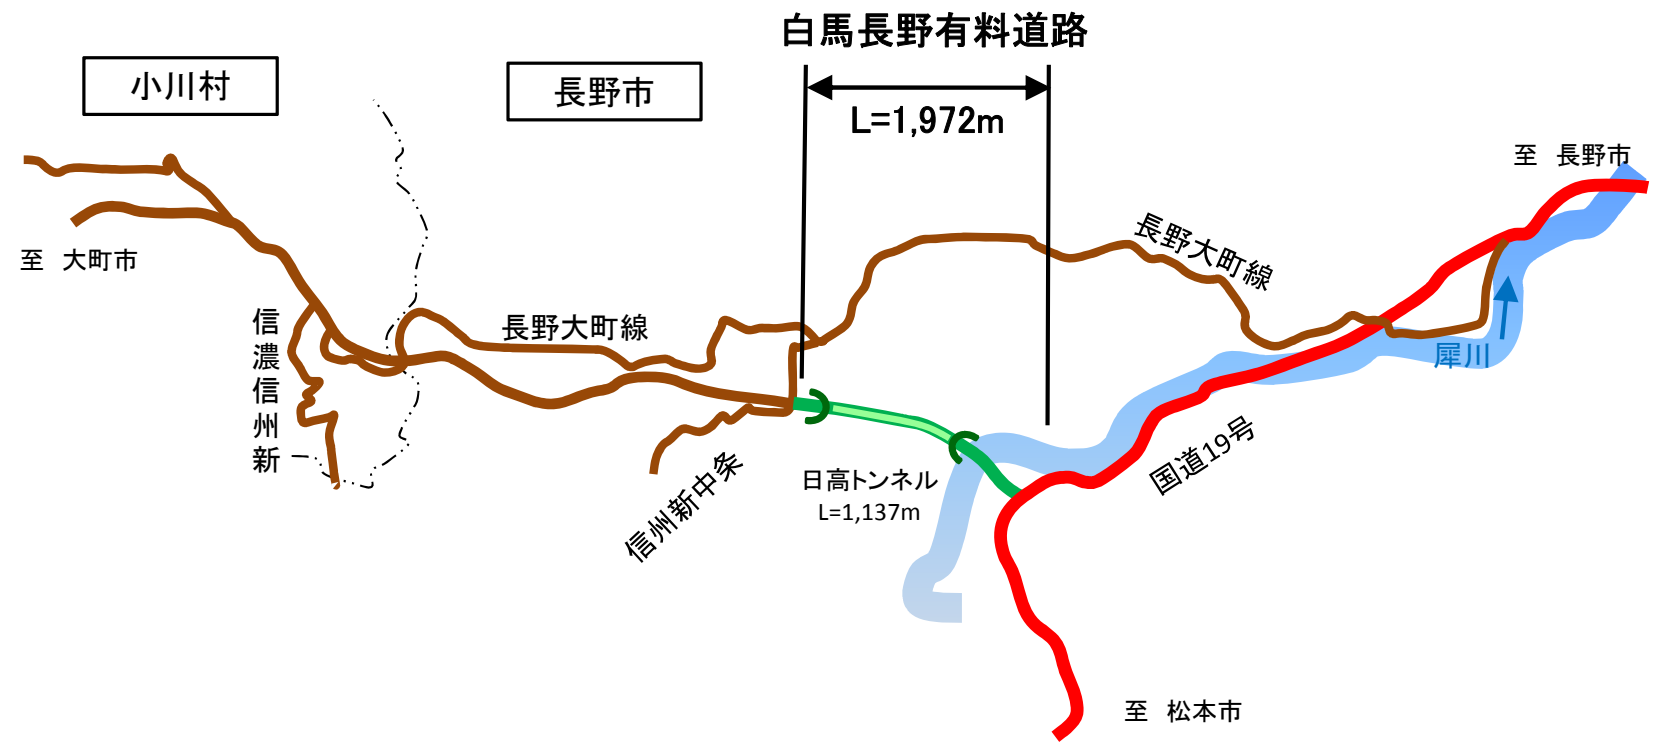 白馬長野有料道路
小川村
長野市
L=1,972m
至 長野市
長野大町線
至 大町市
信濃信州新
長野大町線
犀川
国道19号
日高トンネル
L=1,137m
信州新中条
至 松本市